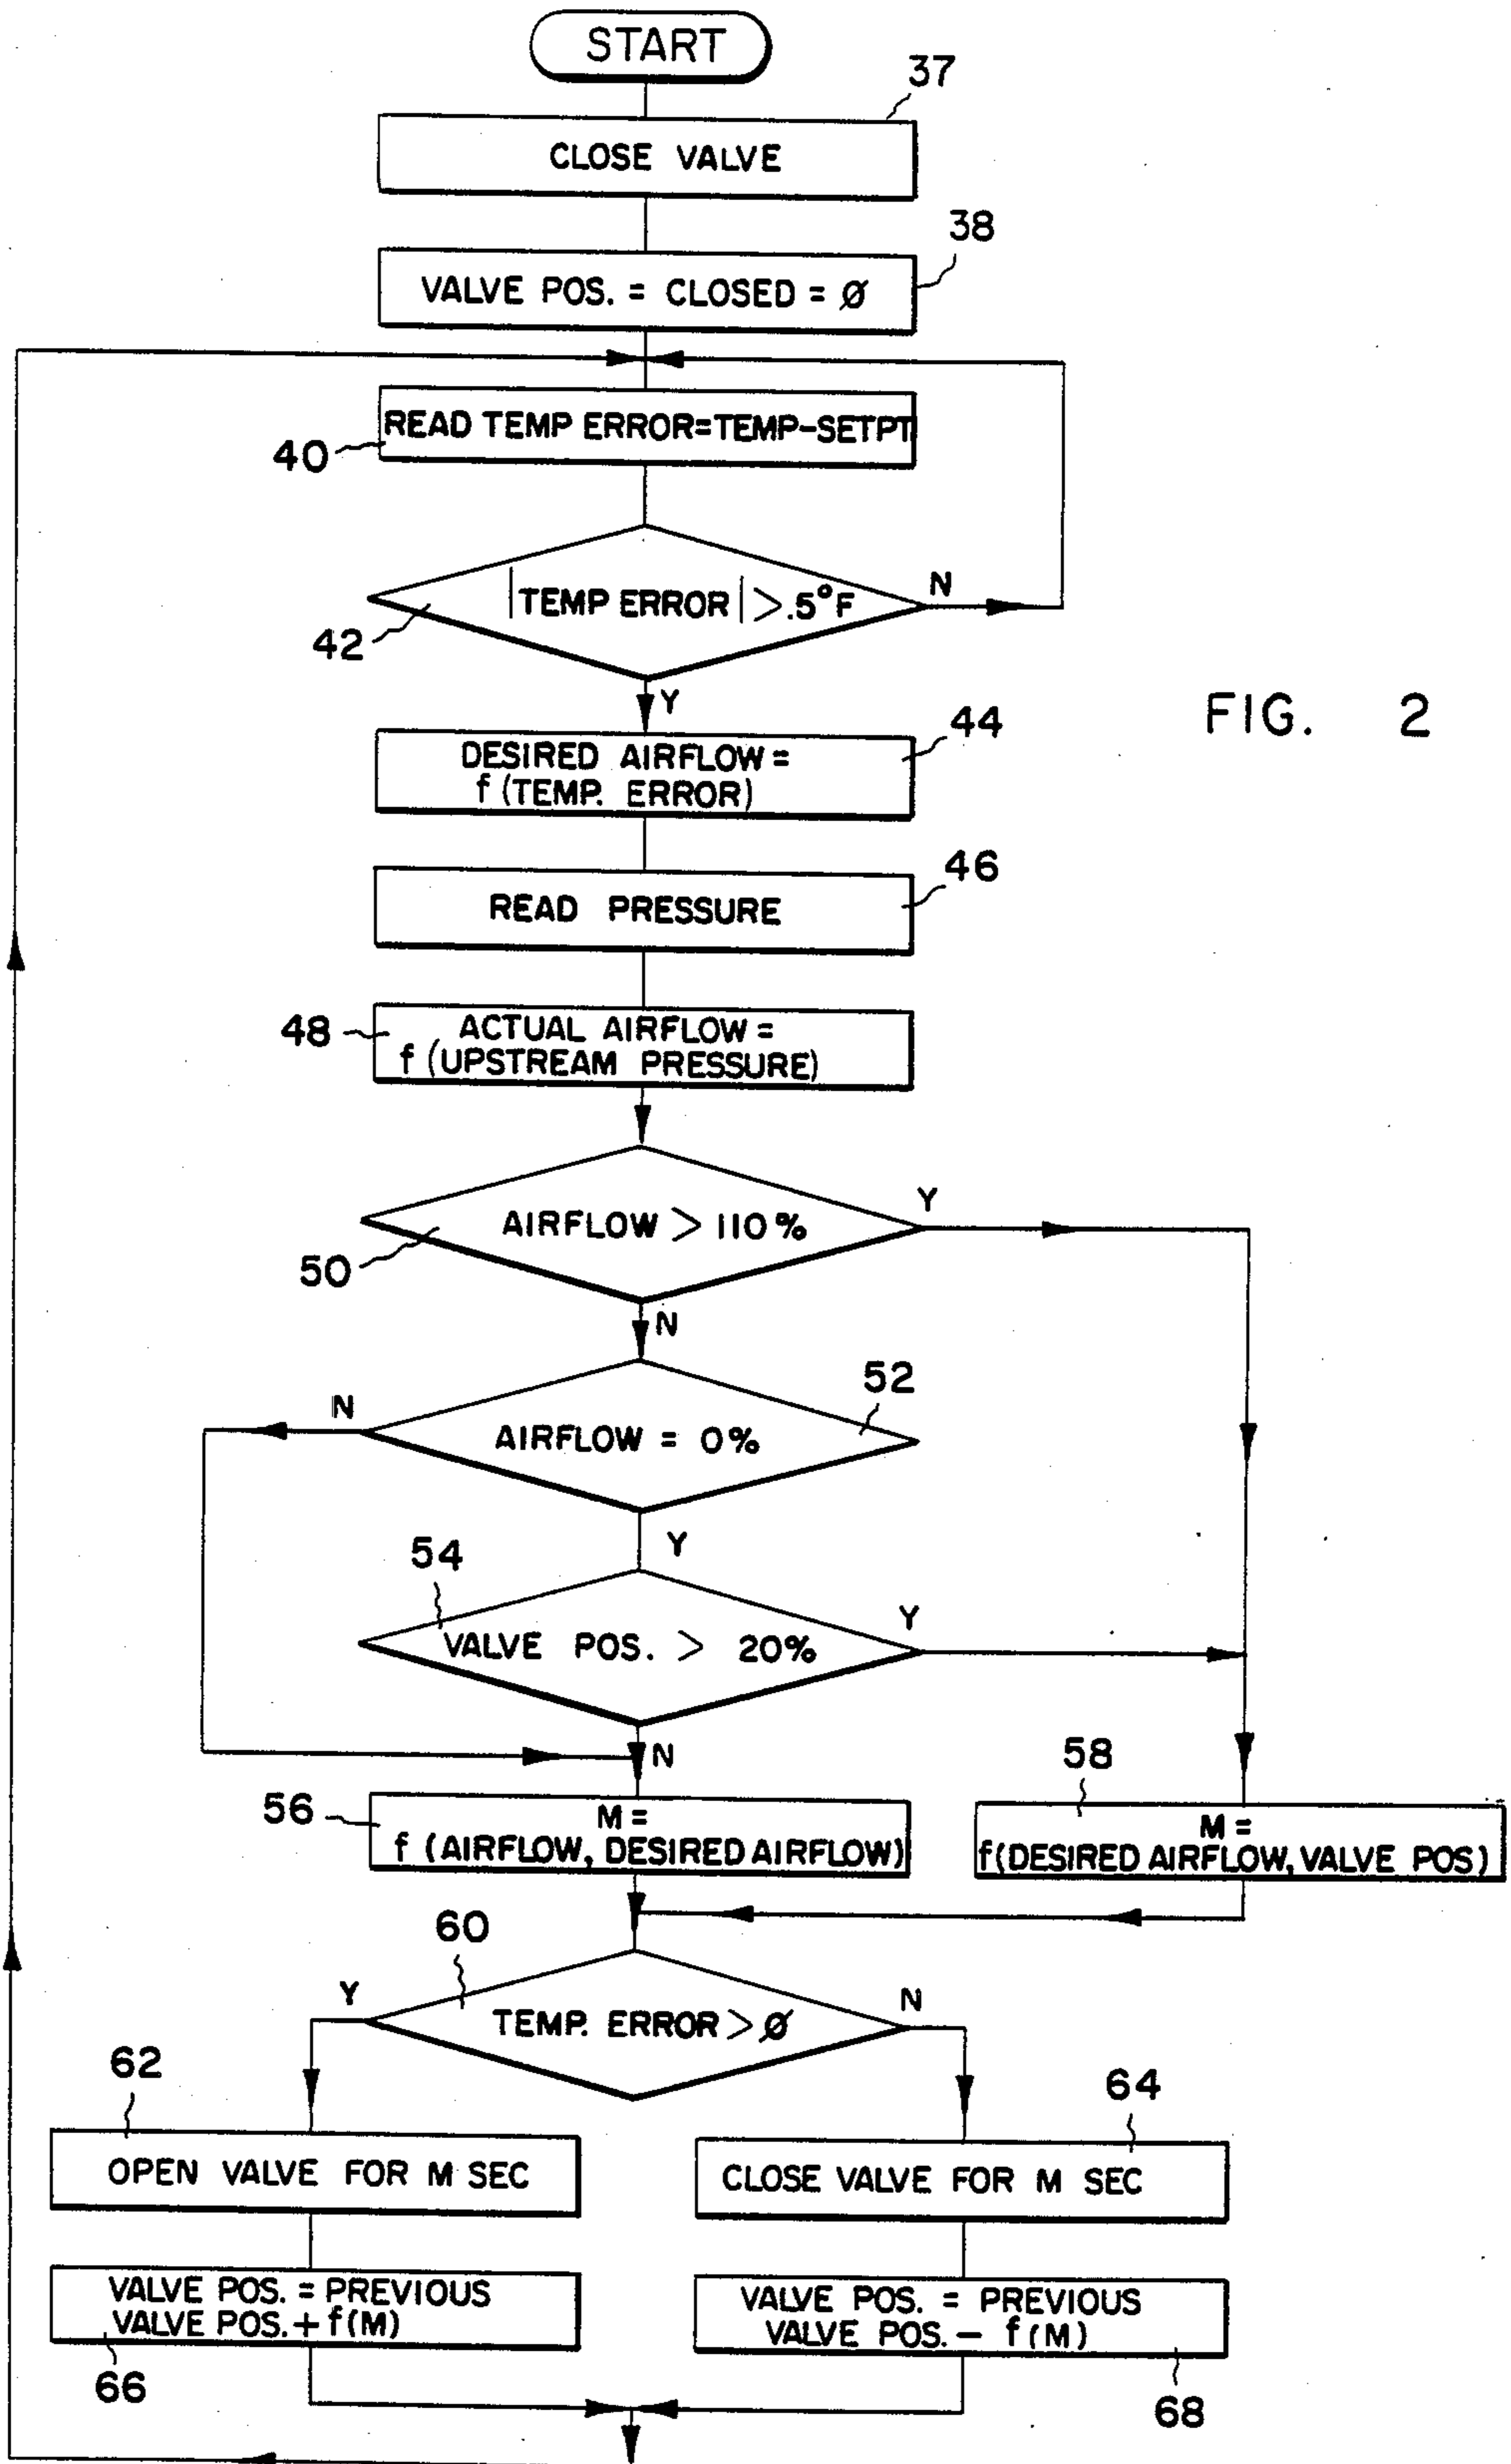 START
37
CLOSE VALVE
38
VALVE POS. = CLOSED = Ø
READ TEMP ERROR=TEMP-SETPT
40
|TEMP ERROR| > .5°F
N
42
Y
FIG. 2
44
DESIRED AIRFLOW =
f (TEMP. ERROR)
46
READ PRESSURE
48
ACTUAL AIRFLOW =
f (UPSTREAM PRESSURE)
Y
AIRFLOW > 110%
50
N
52
N
AIRFLOW = 0%
Y
54
Y
VALVE POS. > 20%
N
58
56
M =
f (AIRFLOW, DESIRED AIRFLOW)
M =
f(DESIRED AIRFLOW, VALVE POS)
60
Y
N
TEMP. ERROR > Ø
62
64
OPEN VALVE FOR M SEC
CLOSE VALVE FOR M SEC
VALVE POS. = PREVIOUS
VALVE POS. + f(M)
VALVE POS. = PREVIOUS
VALVE POS. – f(M)
66
68